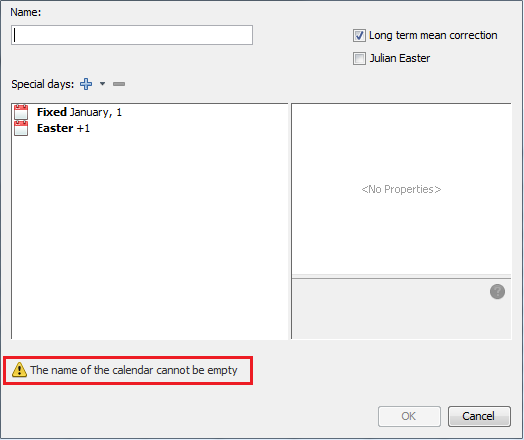 Name:
Long term mean correction
Julian Easter
Special days:
Fixed January, 1
Easter +1
<No Properties>
?
The name of the calendar cannot be empty
OK
Cancel